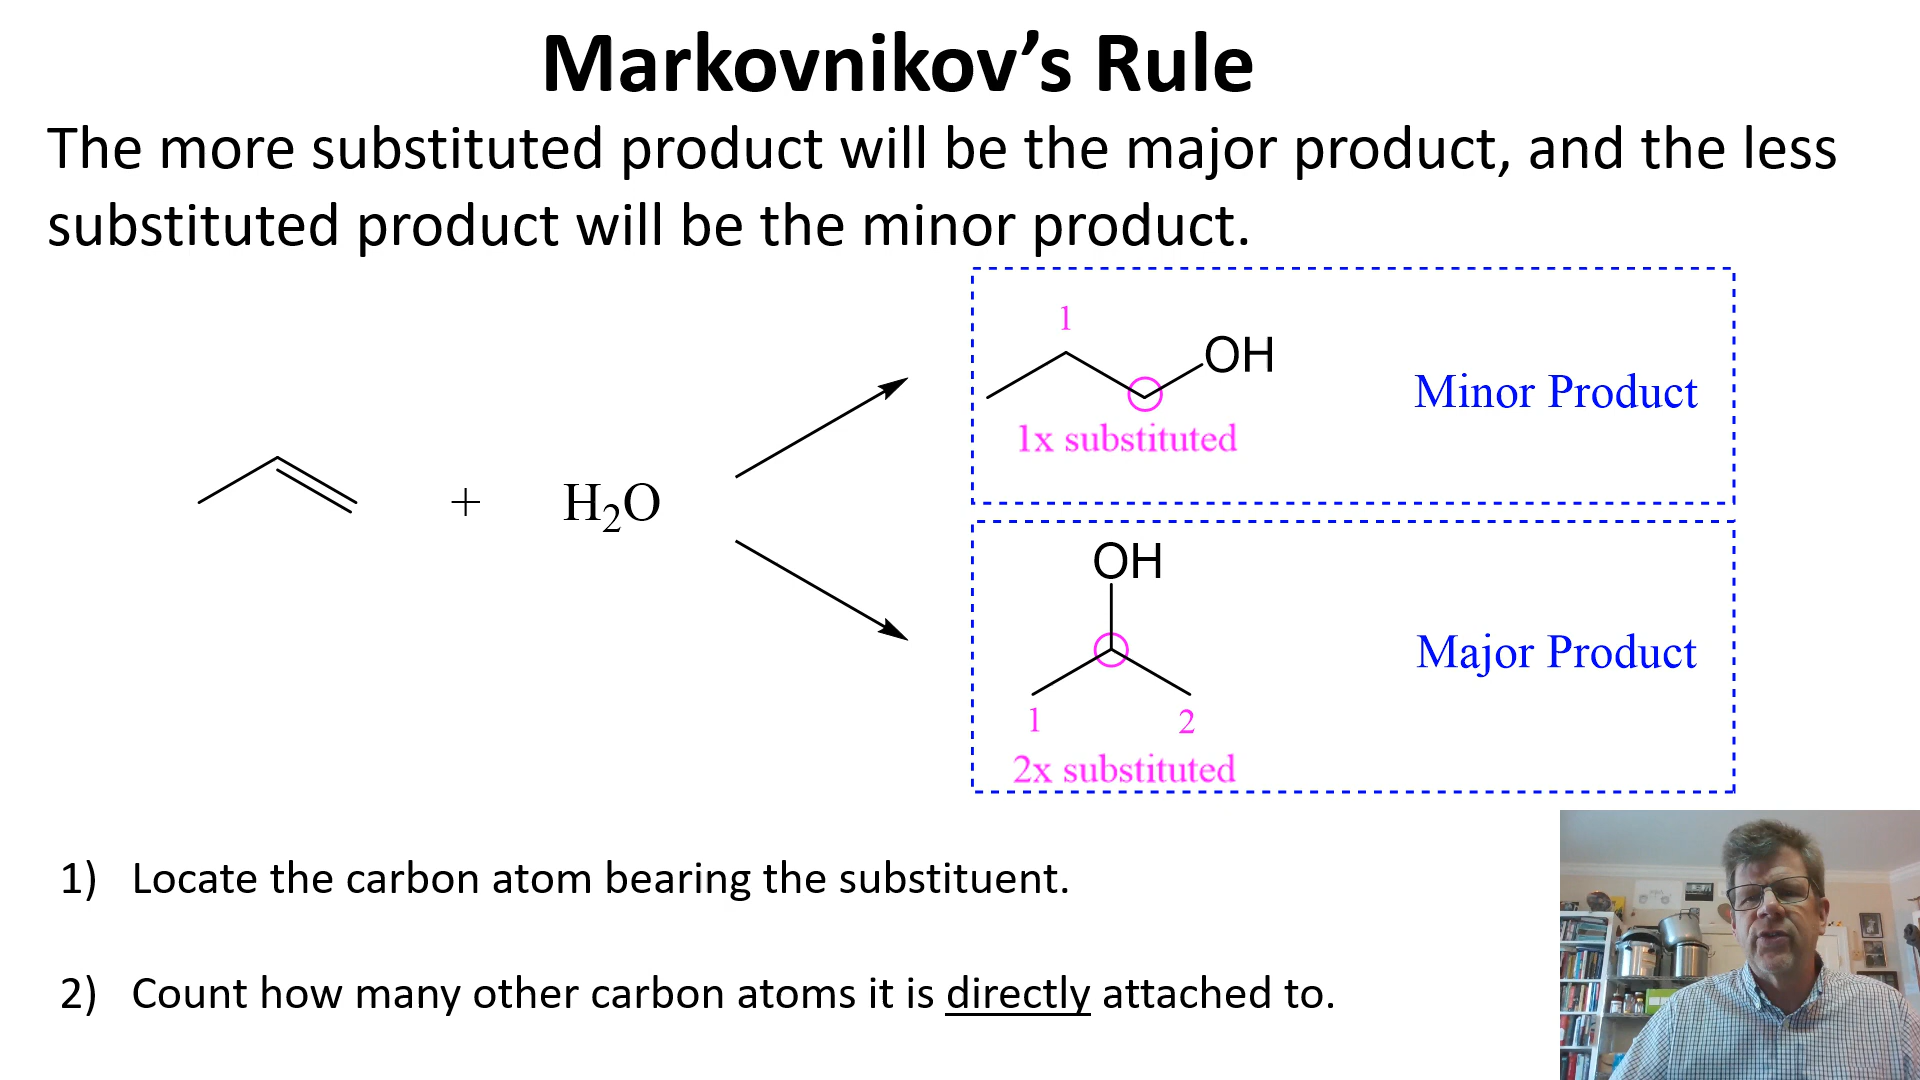 Markovnikov’s Rule
The more substituted product will be the major product, and the less
substituted product will be the minor product.
1
OH
1x substituted
Minor Product
+ H₂O
OH
1 2
2x substituted
Major Product
1) Locate the carbon atom bearing the substituent.
2) Count how many other carbon atoms it is directly attached to.